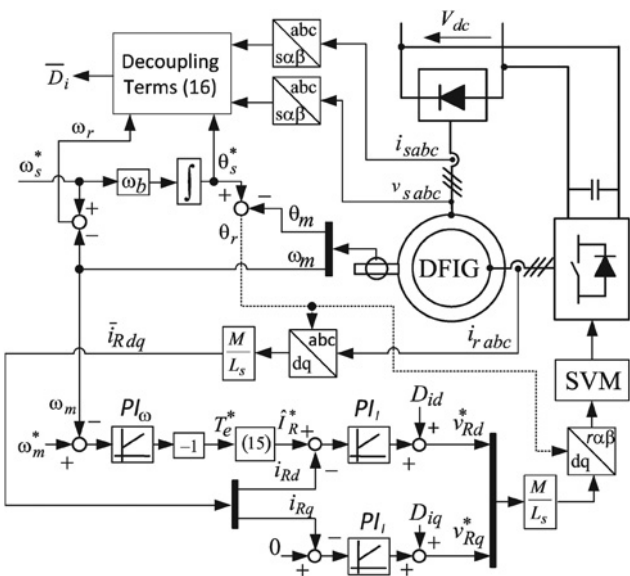 V_dc
abc
sαβ
Decoupling
Terms (16)
D̅_i
abc
sαβ
i_sabc
v_sabc
ω_r
ω_s^*
ω_b
∫
θ_s^*
+
−
+
−
θ_r
θ_m
ω_m
DFIG
i_rabc
i̅_Rdq
M
L_s
abc
dq
SVM
ω_m
PI_ω
T_e^*
Î_R^*
PI_I
D_id
v_Rd^*
rαβ
dq
ω_m^*
−
+
-1
(15)
+
−
+
+
i_Rd
M
L_s
i_Rq
PI_I
D_iq
v_Rq^*
0
−
+
+
+